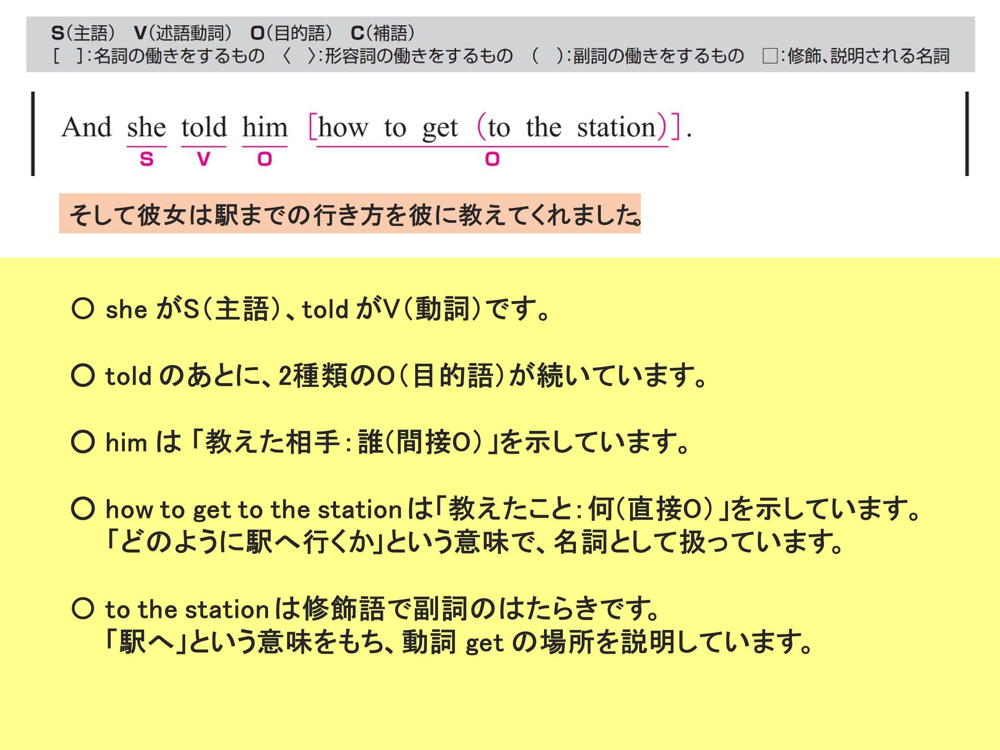 S（主語）　V（述語動詞）　O（目的語）　C（補語）
［　］：名詞の働きをするもの　〈　〉：形容詞の働きをするもの　（　）：副詞の働きをするもの　□：修飾、説明される名詞
And she told him [how to get (to the station)].
S V O O
そして彼女は駅までの行き方を彼に教えてくれました。
○ she がS（主語）、told がV（動詞）です。
○ told のあとに、2種類のO（目的語）が続いています。
○ him は「教えた相手：誰（間接O）」を示しています。
○ how to get to the station は「教えたこと：何（直接O）」を示しています。
「どのように駅へ行くか」という意味で、名詞として扱っています。
○ to the station は修飾語で副詞のはたらきです。
「駅へ」という意味をもち、動詞 get の場所を説明しています。